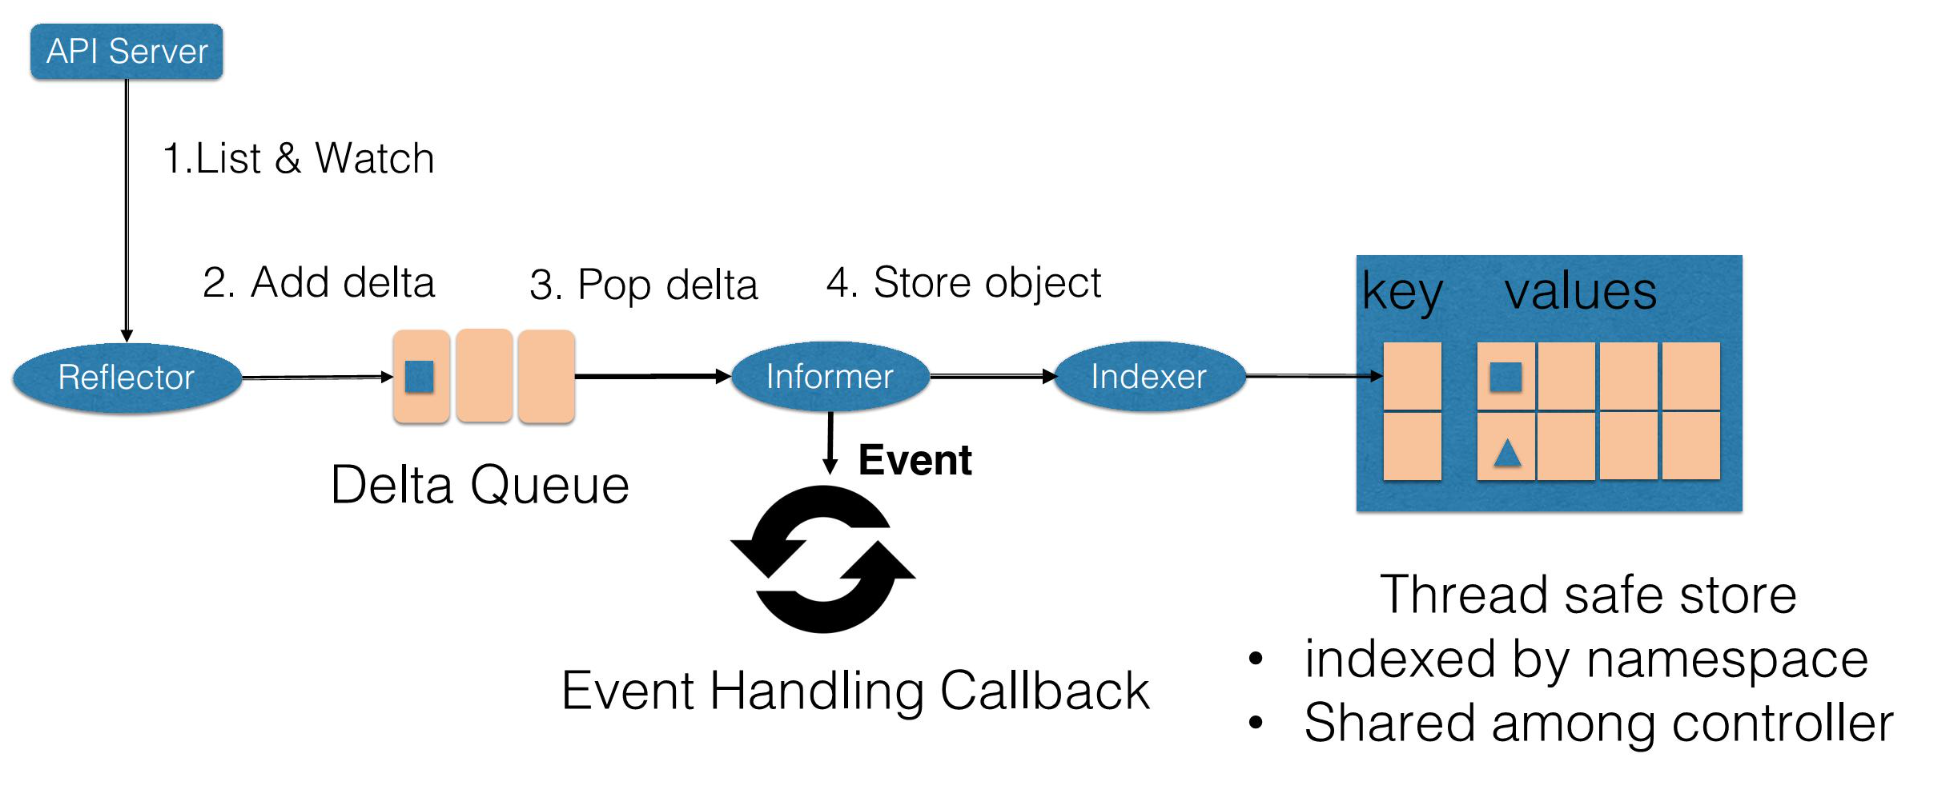 API Server
1.List & Watch
2. Add delta
3. Pop delta
4. Store object
key values
Reflector
Informer
Indexer
Event
Delta Queue
Event Handling Callback
Thread safe store
• indexed by namespace
• Shared among controller